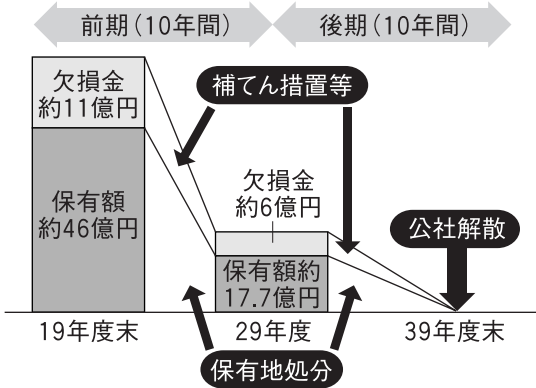 前期(10年間)
後期(10年間)
欠損金
約11億円
補てん措置等
保有額
約46億円
欠損金
約6億円
公社解散
保有額約
17.7億円
19年度末
29年度
39年度末
保有地処分